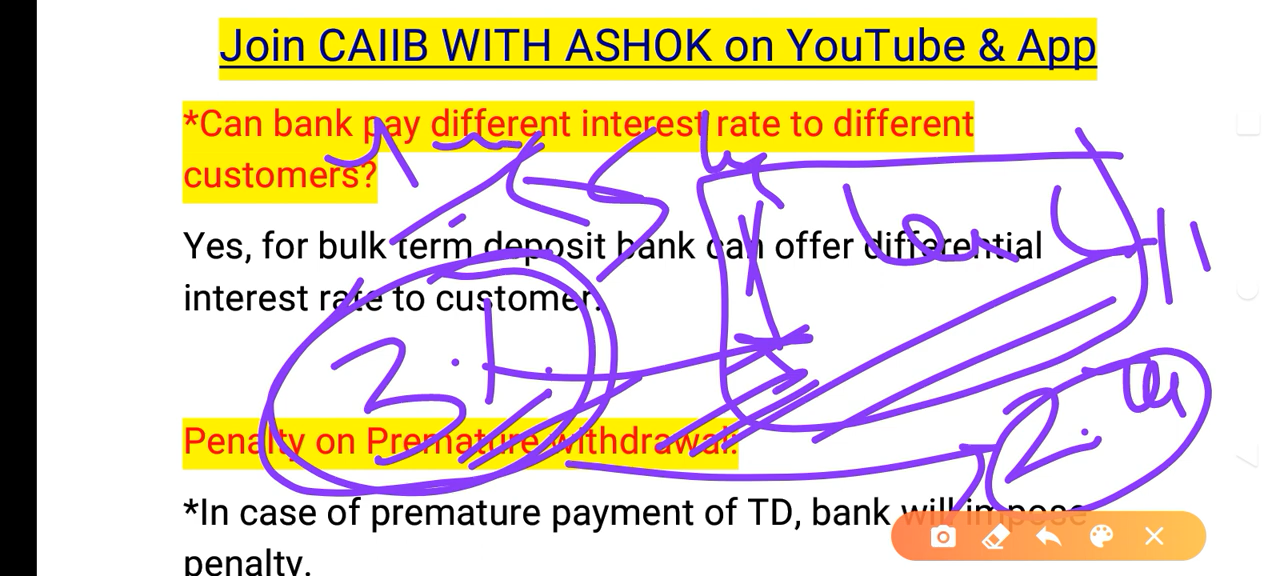 Join CAIIB WITH ASHOK on YouTube & App
*Can bank pay different interest rate to different
customers?
Yes, for bulk term deposit bank can offer differential
interest rate to customer.
Penalty on Premature withdrawal:
*In case of premature payment of TD, bank will impose
penalty.